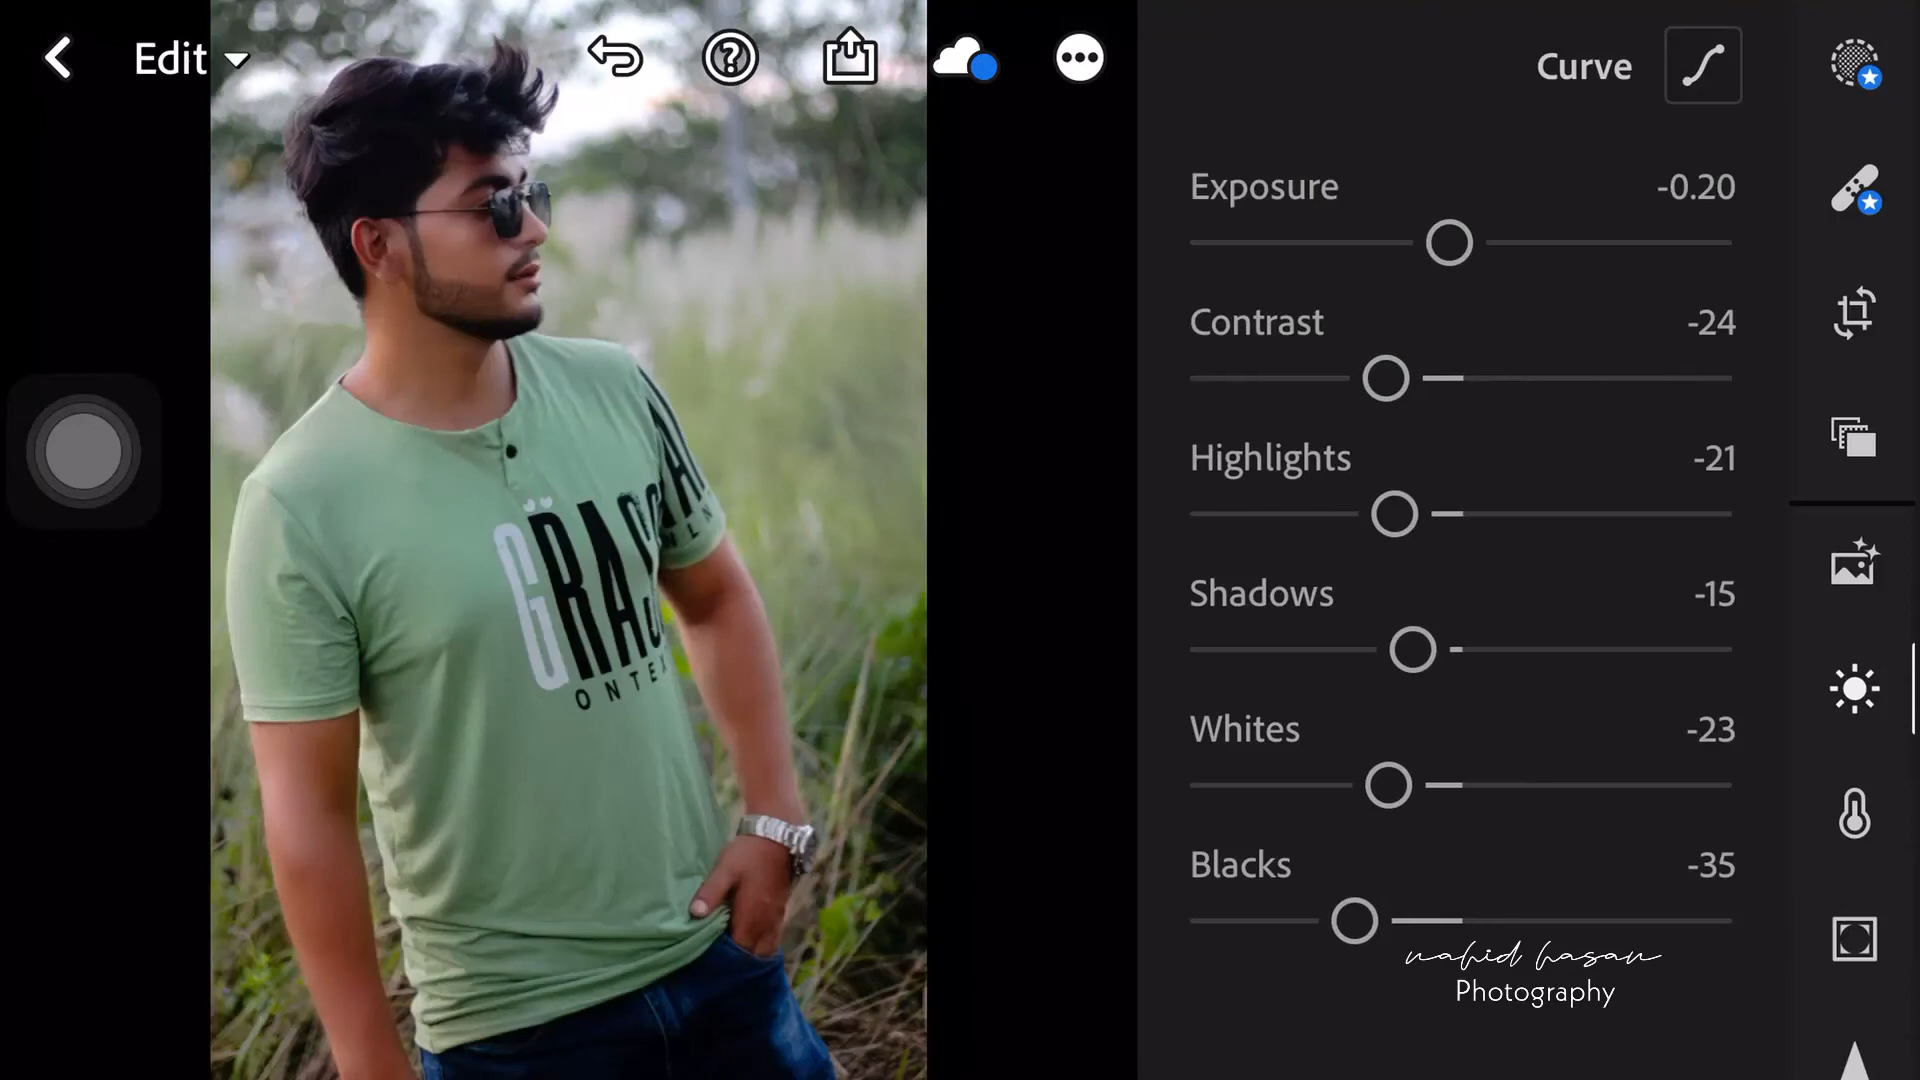 Edit
Curve
Exposure -0.20
Contrast -24
Highlights -21
Shadows -15
Whites -23
Blacks -35
GRAS
ONTEX
nahid hasan
Photography